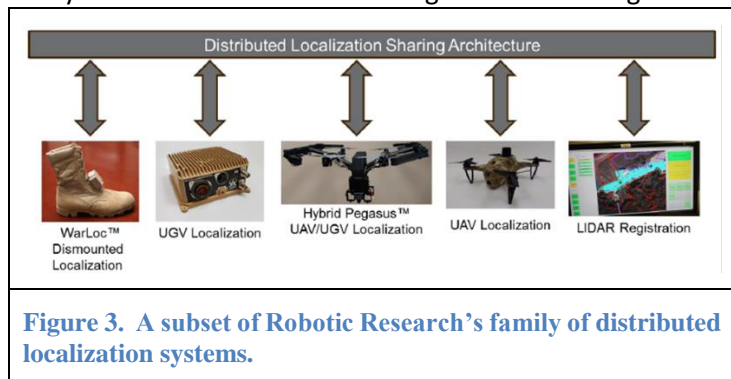 Distributed Localization Sharing Architecture
WarLoc™
Dismounted
Localization
UGV Localization
Hybrid Pegasus™
UAV/UGV Localization
UAV Localization
LIDAR Registration
Figure 3. A subset of Robotic Research’s family of distributed
localization systems.